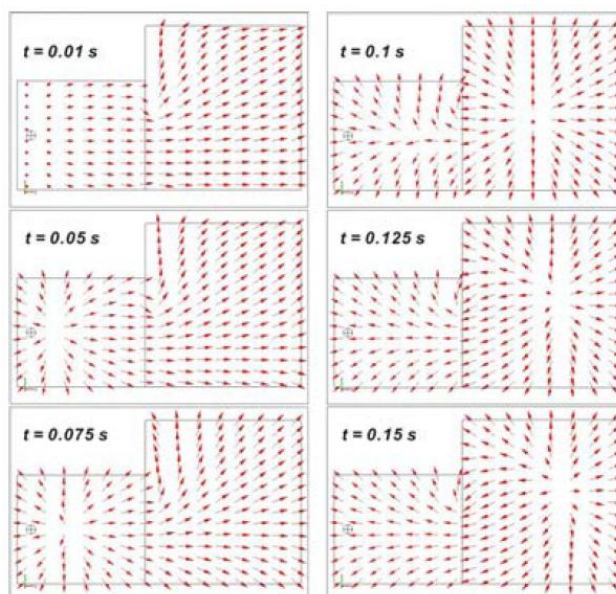 t = 0.01 s
t = 0.1 s
t = 0.05 s
t = 0.125 s
t = 0.075 s
t = 0.15 s